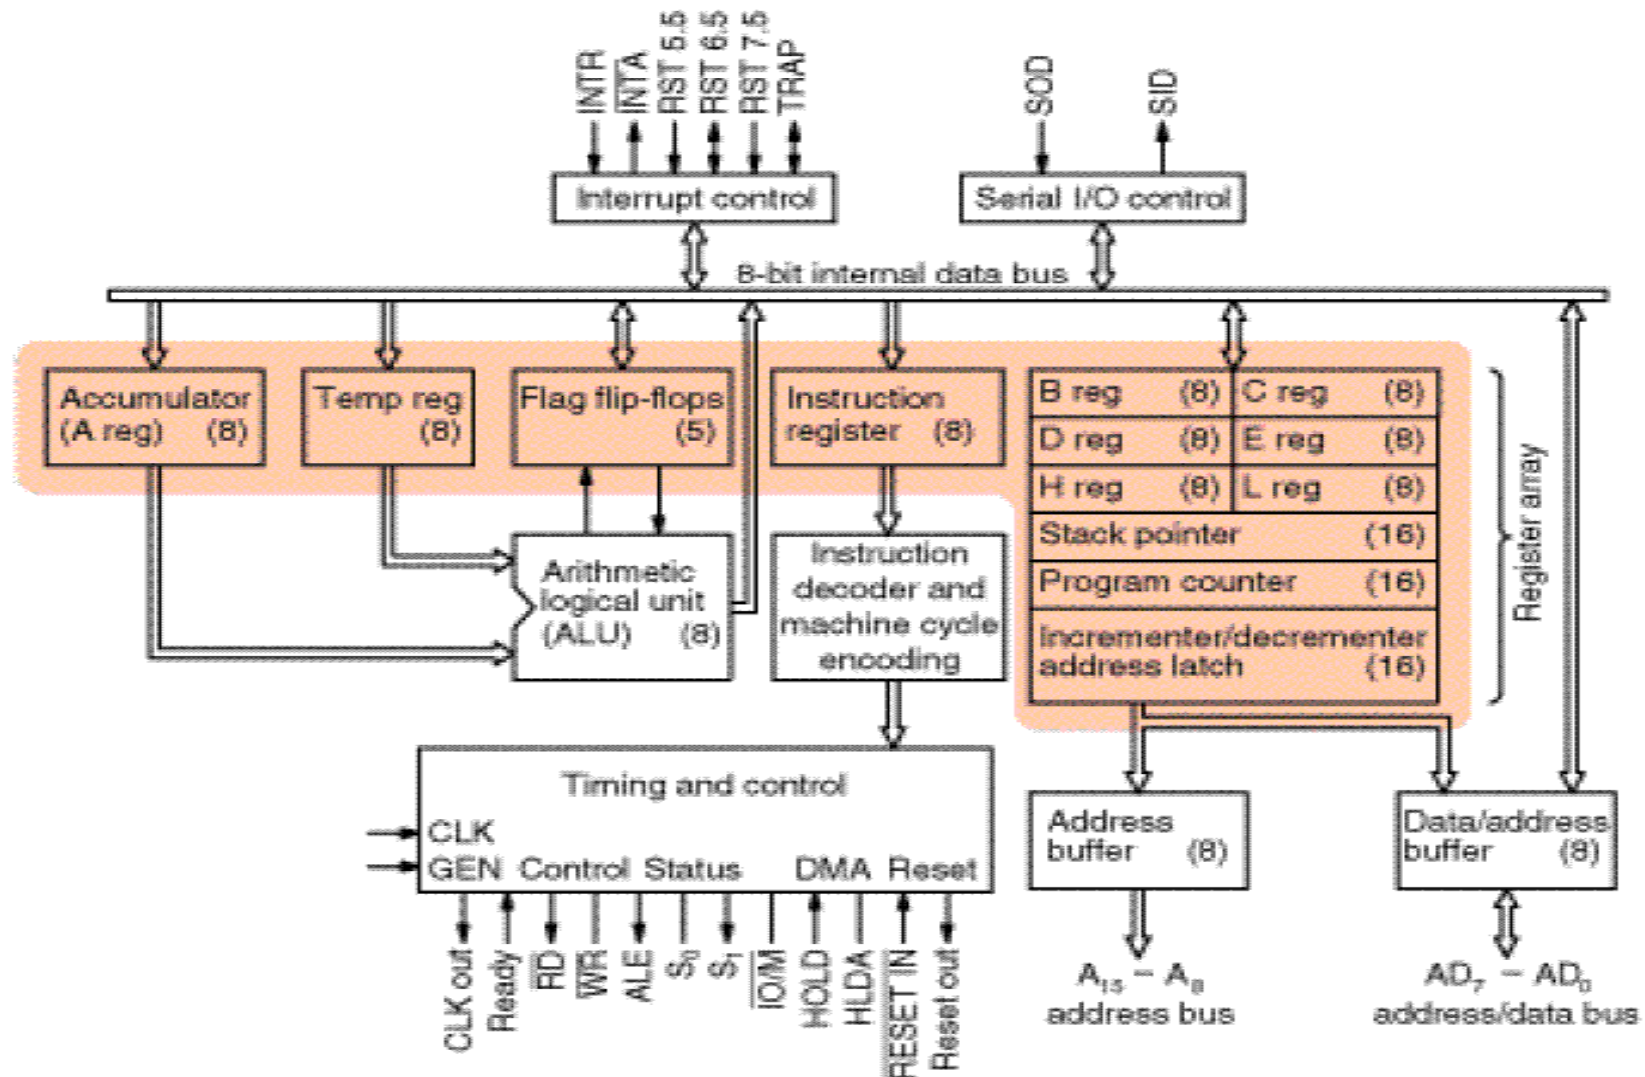 INTR
INTA
RST 5.5
RST 6.5
RST 7.5
TRAP
SOD
SID
Interrupt control
Serial I/O control
8-bit internal data bus
Accumulator
(A reg) (8)
Temp reg
(8)
Flag flip-flops
(5)
Instruction
register (8)
B reg (8) C reg (8)
D reg (8) E reg (8)
H reg (8) L reg (8)
Stack pointer (16)
Program counter (16)
Incrementer/decrementer
address latch (16)
Register array
Arithmetic
logical unit
(ALU) (8)
Instruction
decoder and
machine cycle
encoding
Timing and control
CLK
GEN Control Status DMA Reset
Address
buffer (8)
Data/address
buffer (8)
CLK out
Ready
RD
WR
ALE
S₀
S₁
IO/M
HOLD
HLDA
RESET IN
Reset out
A₁₅ – A₈
address bus
AD₇ – AD₀
address/data bus